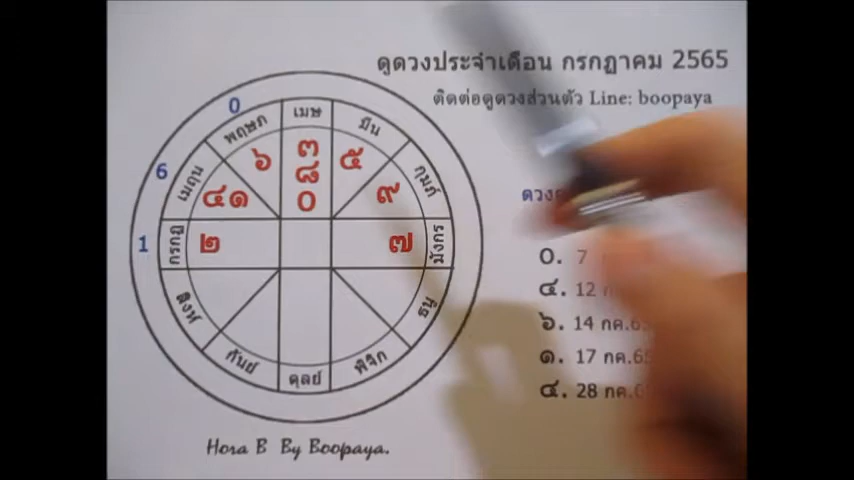 ดูดวงประจำเดือน กรกฏาคม 2565
ติดต่อดูดวงส่วนตัว Line: boopaya
0
6
1
เมษ
พฤษภ
มีน
เมถุน
กุมภ์
กรกฏ
มังกร
สิงห์
ธนู
กันย์
ตุลย์
พิจิก
๓
๖
๕
๘
๔๑
๐
๙
๒
๗
๐. 7
๔. 12
๖. 14 กค.65
๑. 17 กค.65
๔. 28 กค.
Hora B By Boopaya.